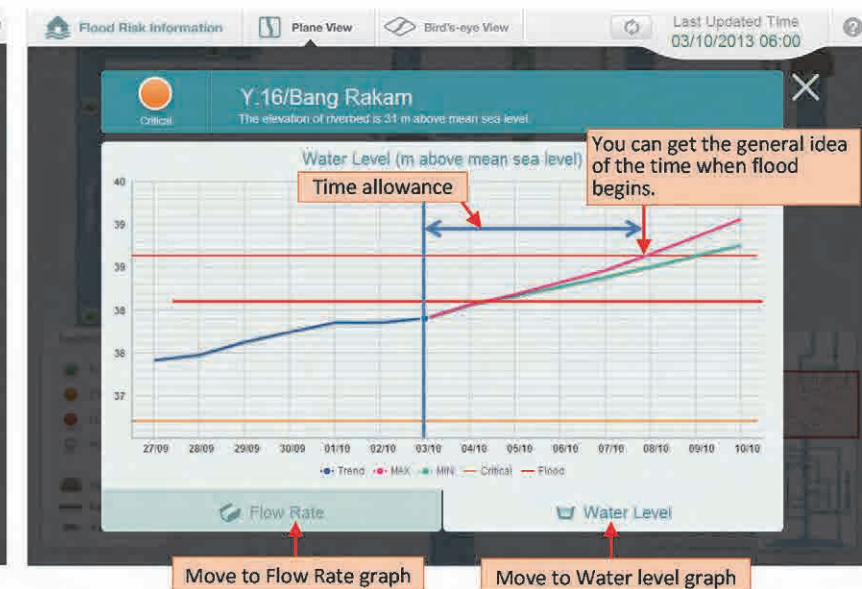 Flood Risk Information
Plane View
Bird's-eye View
Last Updated Time
03/10/2013 06:00
Critical
Y.16/Bang Rakam
The elevation of riverbed is 31 m above mean sea level.
Water Level (m above mean sea level)
You can get the general idea
of the time when flood
begins.
Time allowance
40
39
39
38
38
37
27/09 28/09 29/09 30/09 01/10 02/10 03/10 04/10 05/10 06/10 07/10 08/10 09/10 10/10
Trend MAX MIN Critical Flood
Flow Rate
Water Level
Move to Flow Rate graph
Move to Water level graph